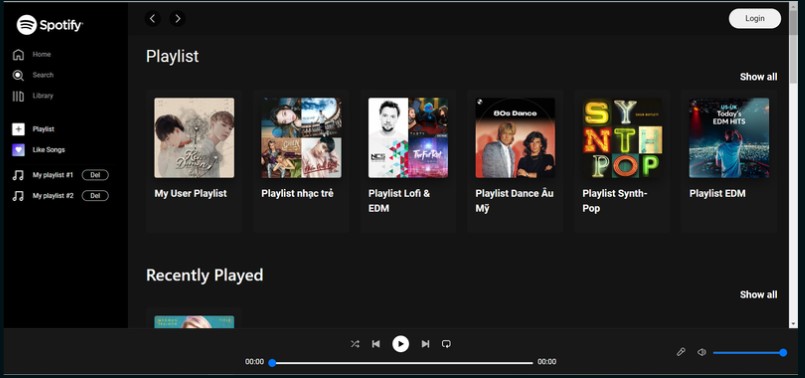 Spotify
Login
Home
Search
Library
Playlist
Like Songs
My playlist #1 Del
My playlist #2 Del
Playlist
Show all
80s Dance
SY
NTH
POP
US-UK
Today's
EDM HITS
My User Playlist
Playlist nhạc trẻ
Playlist Lofi &
EDM
Playlist Dance Âu
Mỹ
Playlist Synth-
Pop
Playlist EDM
Recently Played
Show all
00:00
00:00